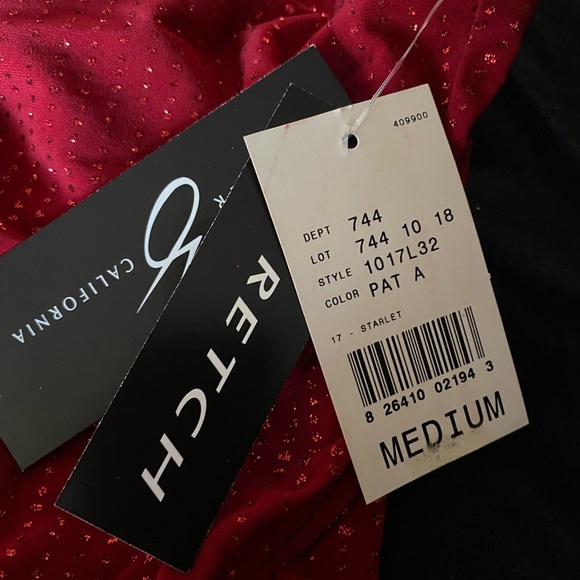 CALIFORNIA
RETCH
409900
DEPT 744
LOT 744 10 18
STYLE 1017L32
COLOR PAT A
17 - STARLET
8 26410 02194 3
MEDIUM